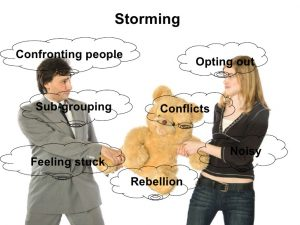 Storming
Confronting people
Opting out
Sub-grouping
Conflicts
Noisy
Feeling stuck
Rebellion